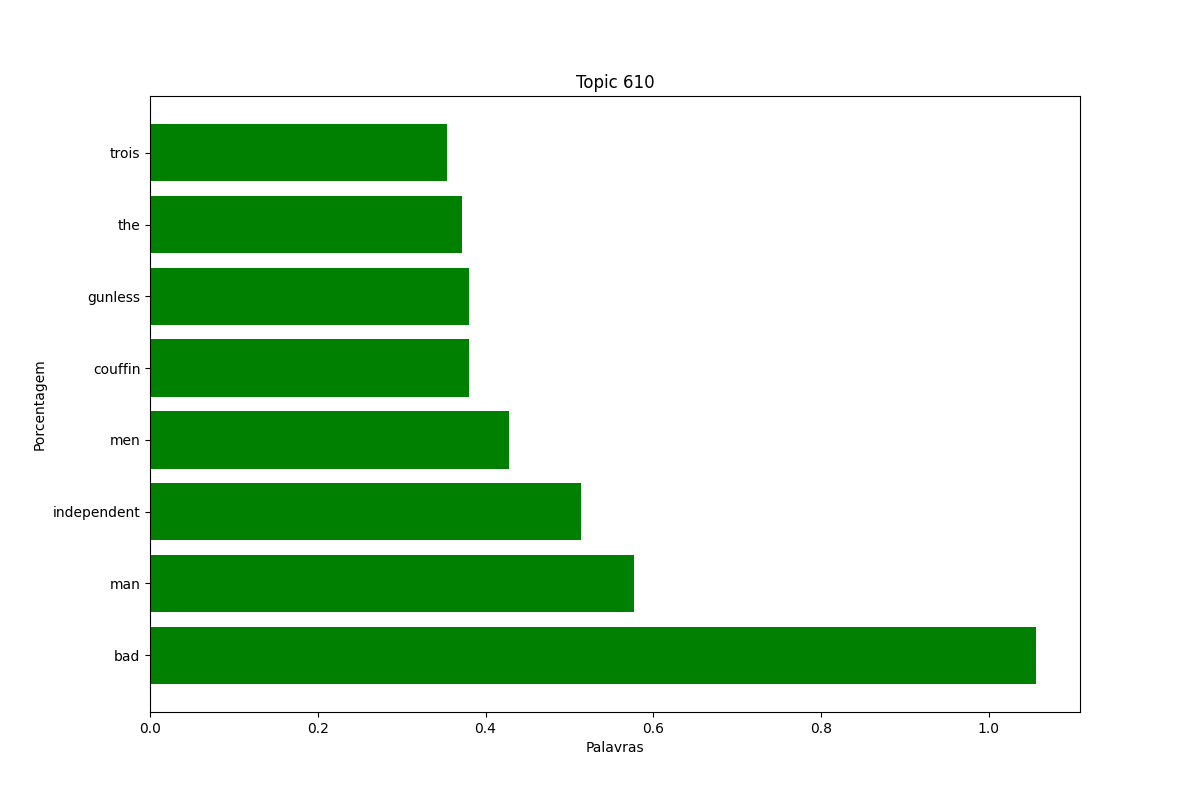 Topic 610
trois
the
gunless
couffin
men
independent
man
bad
Porcentagem
0.0 0.2 0.4 0.6 0.8 1.0
Palavras